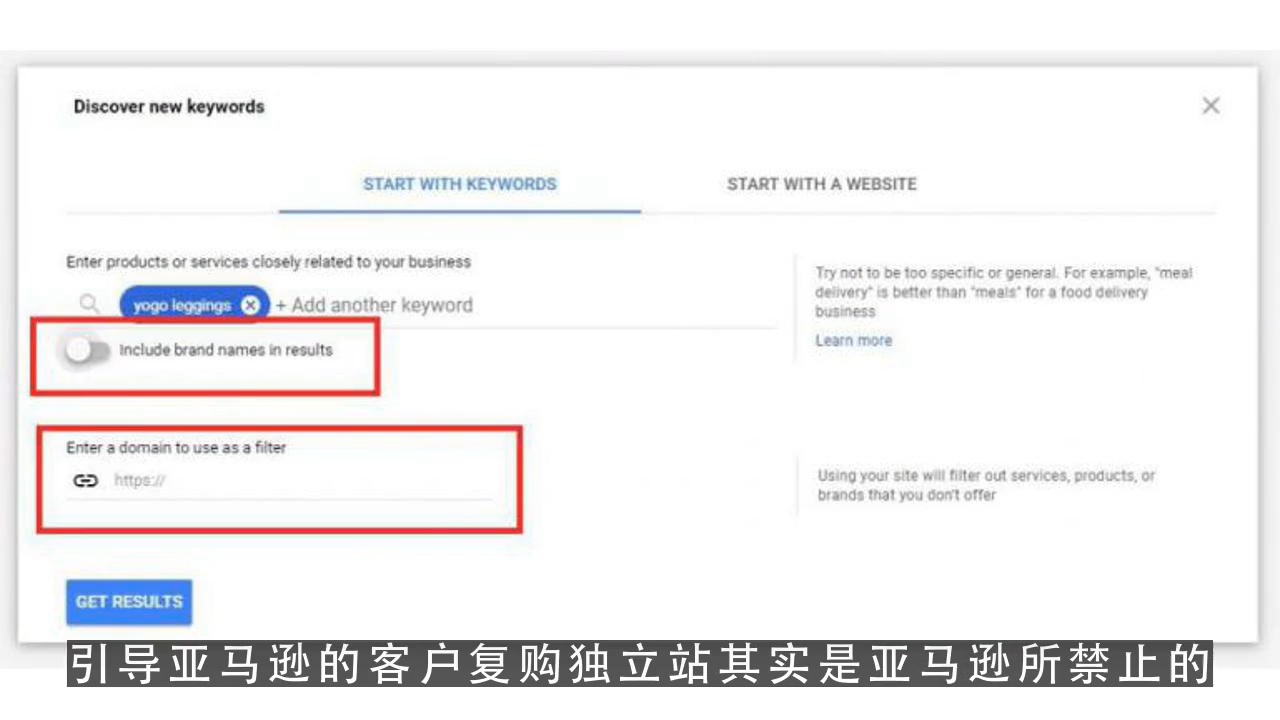 Discover new keywords
START WITH KEYWORDS
START WITH A WEBSITE
Enter products or services closely related to your business
yogo leggings
+ Add another keyword
Include brand names in results
Try not to be too specific or general. For example, "meal
delivery" is better than "meals" for a food delivery
business
Learn more
Enter a domain to use as a filter
https://
Using your site will filter out services, products, or
brands that you don't offer
GET RESULTS
引导亚马逊的客户复购独立站其实是亚马逊所禁止的